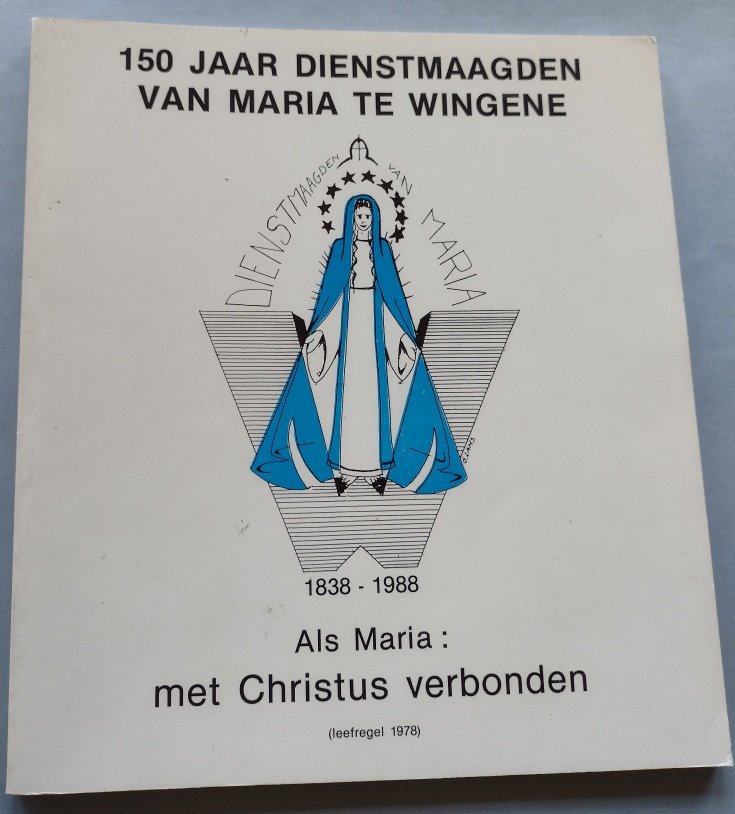 150 JAAR DIENSTMAAGDEN
VAN MARIA TE WINGENE
DIENSTMAAGDEN VAN MARIA
G. LAMS
1838 - 1988
Als Maria :
met Christus verbonden
(leefregel 1978)